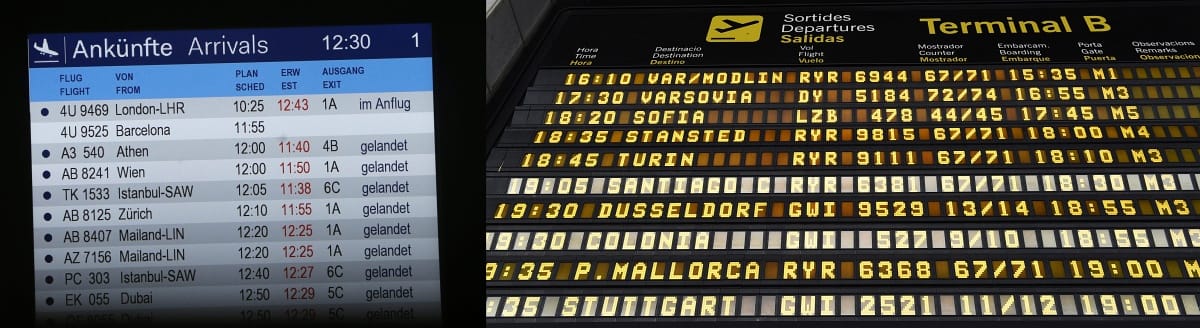 Ankünfte Arrivals 12:30 1
FLUG VON PLAN ERW AUSGANG
FLIGHT FROM SCHED EST EXIT
4U 9469 London-LHR 10:25 12:43 1A im Anflug
4U 9525 Barcelona 11:55
A3 540 Athen 12:00 11:40 4B gelandet
AB 8241 Wien 12:00 11:50 1A gelandet
TK 1533 Istanbul-SAW 12:05 11:38 6C gelandet
AB 8125 Zürich 12:10 11:55 1A gelandet
AB 8407 Mailand-LIN 12:20 12:25 1A gelandet
AZ 7156 Mailand-LIN 12:20 12:25 1A gelandet
PC 303 Istanbul-SAW 12:40 12:27 6C gelandet
EK 055 Dubai 12:50 12:29 5C gelandet
Dubai 12:50 12:29 5C gelandet
Sortides
Departures
Salidas
Terminal B
Hora Destinació Vol Mostrador Embarcam. Porta Observacions
Time Destination Flight Counter Boarding Gate Remarks
Hora Destino Vuelo Mostrador Embarque Puerta Observacion
16:10 VAR/MODLIN RYR 6944 67/71 15:35 M1
17:30 VARSOVIA DY 5184 72/74 16:55 M3
18:20 SOFIA LZB 478 44/45 17:45 M5
18:35 STANSTED RYR 9815 67/71 18:00 M4
18:45 TURIN RYR 9111 67/71 18:10 M3
19:05 SANTIAGO C RYR 6381 67/71 18:30 M3
19:30 DUSSELDORF GWI 9529 13/14 18:55 M3
9:30 COLONIA GWI 527 9/10 18:55 M2
9:35 P.MALLORCA RYR 6368 67/71 19:00 M
:35 STUTTGART GWI 2521 11/12 19:00